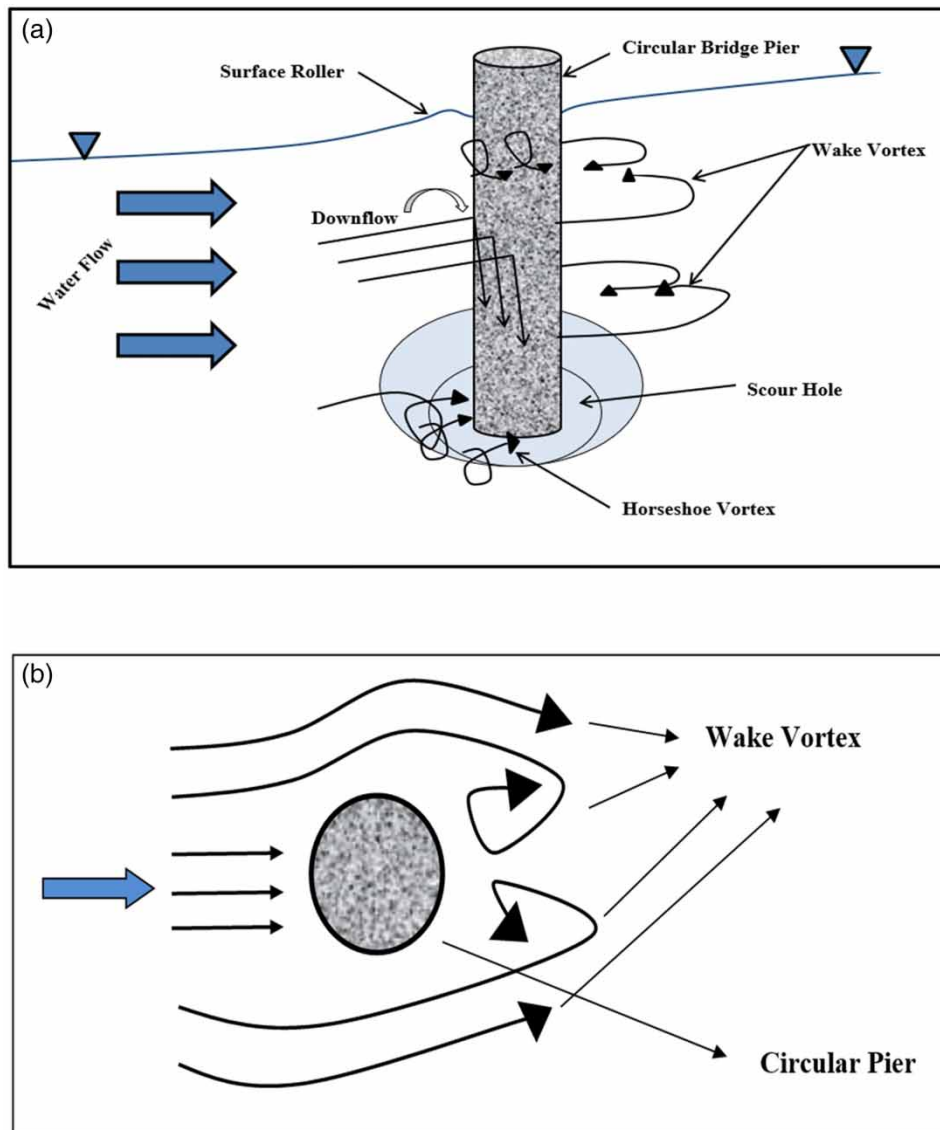 (a)
Circular Bridge Pier
Surface Roller
Wake Vortex
Downflow
Water Flow
Scour Hole
Horseshoe Vortex
(b)
Wake Vortex
Circular Pier